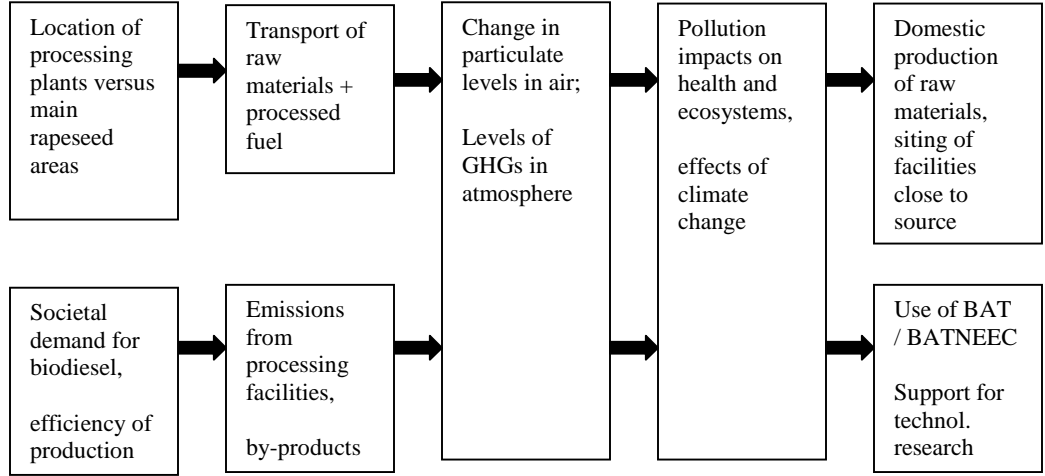 Location of
processing
plants versus
main
rapeseed
areas
Transport of
raw
materials +
processed
fuel
Change in
particulate
levels in air;
Levels of
GHGs in
atmosphere
Pollution
impacts on
health and
ecosystems,
effects of
climate
change
Domestic
production
of raw
materials,
siting of
facilities
close to
source
Societal
demand for
biodiesel,
efficiency of
production
Emissions
from
processing
facilities,
by-products
Use of BAT
/ BATNEEC
Support for
technol.
research